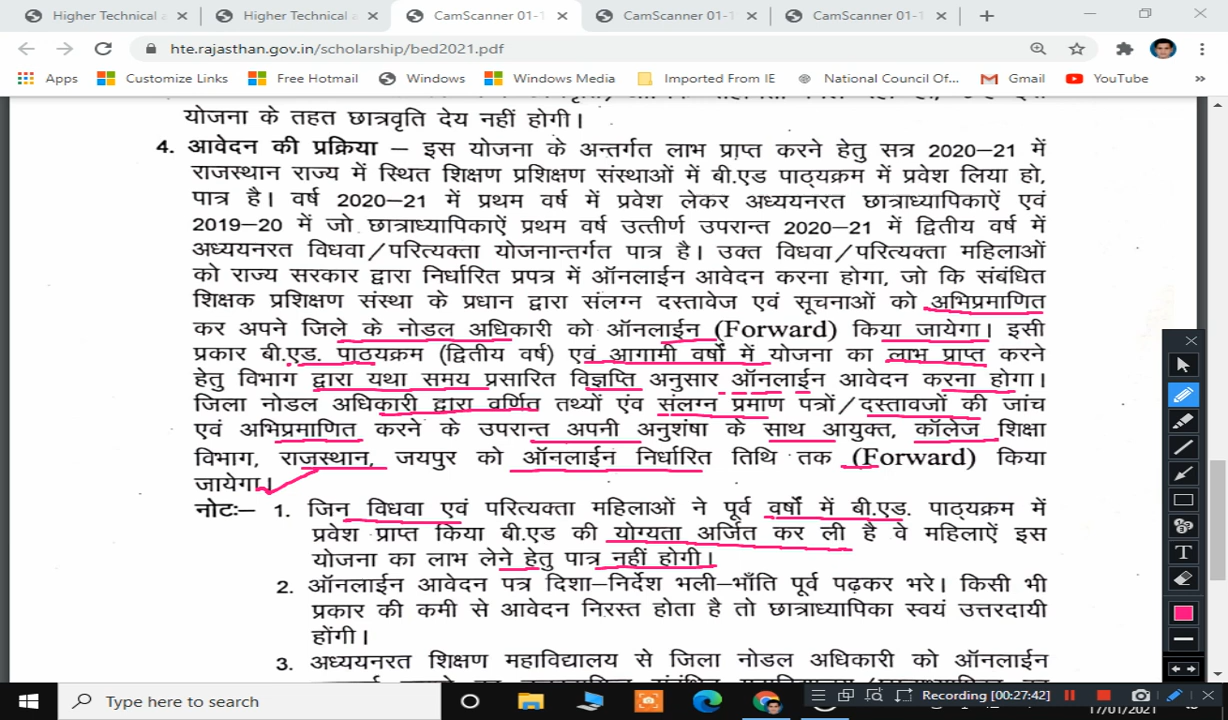 Higher Technical a
Higher Technical a
CamScanner 01-1
CamScanner 01-1
CamScanner 01-1
hte.rajasthan.gov.in/scholarship/bed2021.pdf
Apps Customize Links Free Hotmail Windows Windows Media Imported From IE National Council Of... Gmail YouTube »
योजना के तहत छात्रवृति देय नहीं होगी।
4. आवेदन की प्रक्रिया – इस योजना के अन्तर्गत लाभ प्राप्त करने हेतु सत्र 2020–21 में
राजस्थान राज्य में स्थित शिक्षण प्रशिक्षण संस्थाओं में बी.एड पाठ्यक्रम में प्रवेश लिया हो,
पात्र है। वर्ष 2020–21 में प्रथम वर्ष में प्रवेश लेकर अध्ययनरत छात्राध्यापिकाऐं एवं
2019–20 में जो छात्राध्यापिकाऐं प्रथम वर्ष उत्तीर्ण उपरान्त 2020–21 में द्वितीय वर्ष में
अध्ययनरत विधवा/परित्यक्ता योजनान्तर्गत पात्र है। उक्त विधवा/परित्यक्ता महिलाओं
को राज्य सरकार द्वारा निर्धारित प्रपत्र में ऑनलाईन आवेदन करना होगा, जो कि संबंधित
शिक्षक प्रशिक्षण संस्था के प्रधान द्वारा संलग्न दस्तावेज एवं सूचनाओं को अभिप्रमाणित
कर अपने जिले के नोडल अधिकारी को ऑनलाईन (Forward) किया जायेगा। इसी
प्रकार बी.एड. पाठ्यक्रम (द्वितीय वर्ष) एवं आगामी वर्षों में योजना का लाभ प्राप्त करने
हेतु विभाग द्वारा यथा समय प्रसारित विज्ञप्ति अनुसार ऑनलाईन आवेदन करना होगा।
जिला नोडल अधिकारी द्वारा वर्णित तथ्यों एंव संलग्न प्रमाण पत्रों/दस्तावजों की जांच
एवं अभिप्रमाणित करने के उपरान्त अपनी अनुशंषा के साथ आयुक्त, कॉलेज शिक्षा
विभाग, राजस्थान, जयपुर को ऑनलाईन निर्धारित तिथि तक (Forward) किया
जायेगा।
नोटः– 1. जिन विधवा एवं परित्यक्ता महिलाओं ने पूर्व वर्षों में बी.एड. पाठ्यक्रम में
प्रवेश प्राप्त किया बी.एड की योग्यता अर्जित कर ली है वे महिलाऐं इस
योजना का लाभ लेने हेतु पात्र नहीं होगी।
2. ऑनलाईन आवेदन पत्र दिशा–निर्देश भली–भाँति पूर्व पढ़कर भरे। किसी भी
प्रकार की कमी से आवेदन निरस्त होता है तो छात्राध्यापिका स्वयं उत्तरदायी
होंगी।
3. अध्ययनरत शिक्षण महाविद्यालय से जिला नोडल अधिकारी को ऑनलाईन
T
Type here to search
Recording [00:27:42]
17/01/2021